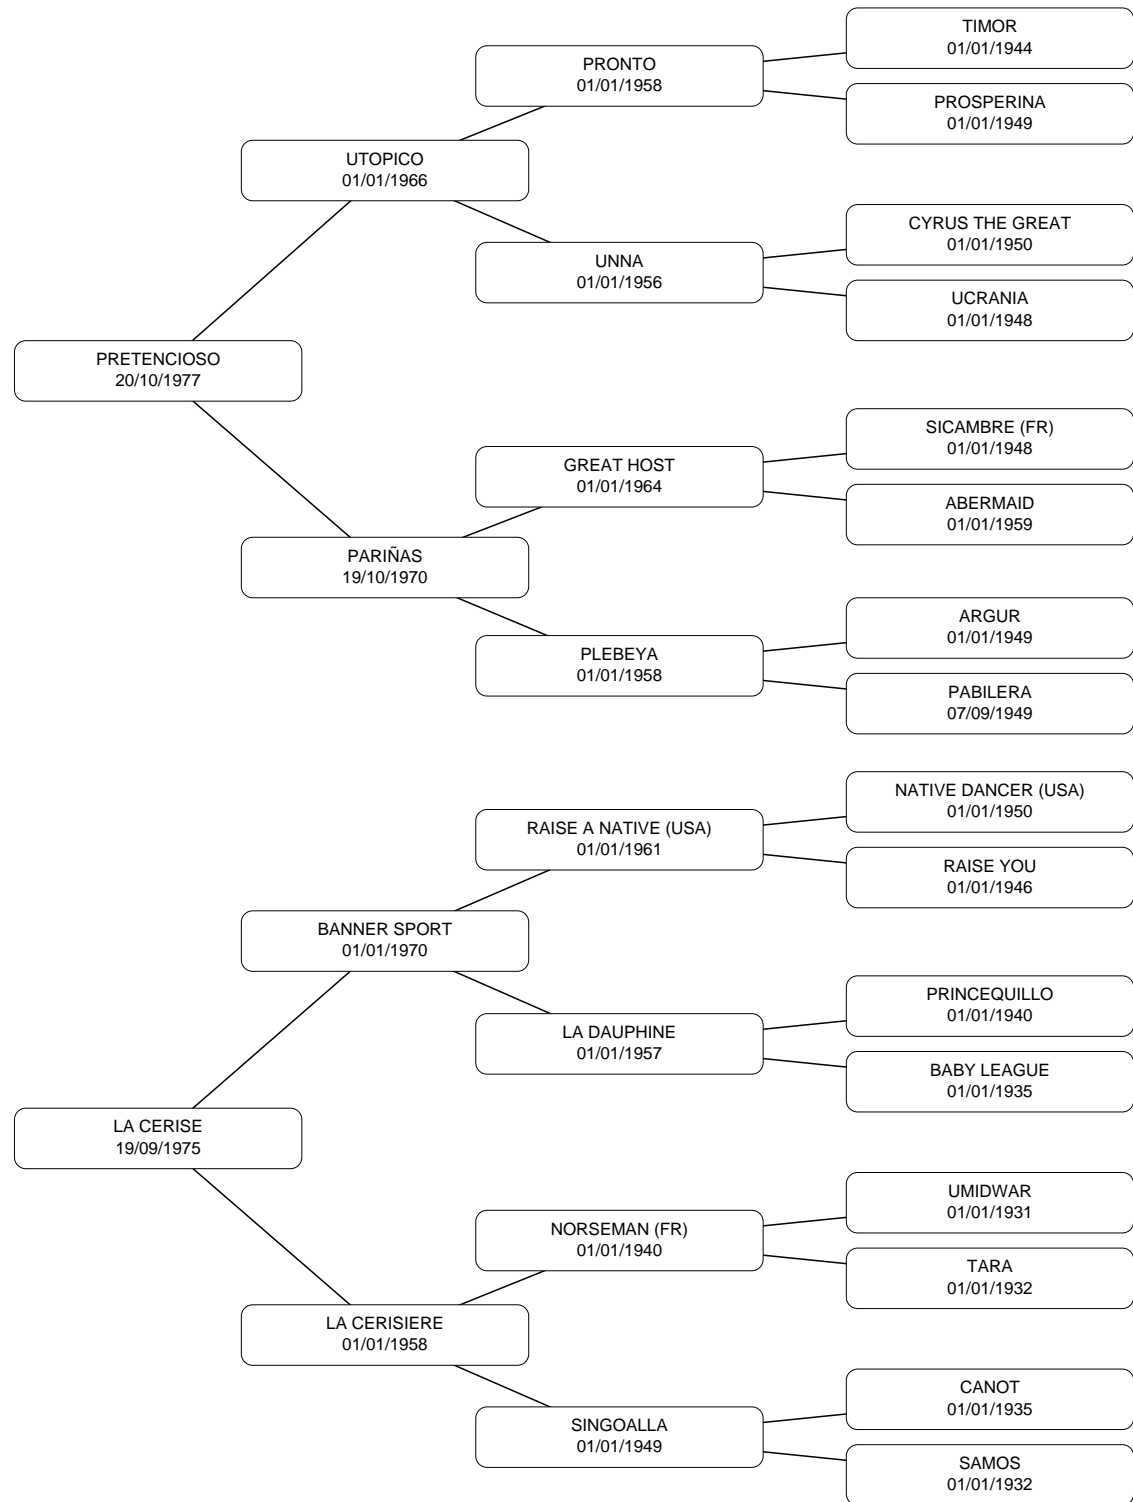 TIMOR
01/01/1944
PRONTO
01/01/1958
PROSPERINA
01/01/1949
UTOPICO
01/01/1966
CYRUS THE GREAT
01/01/1950
UNNA
01/01/1956
UCRANIA
01/01/1948
PRETENCIOSO
20/10/1977
SICAMBRE (FR)
01/01/1948
GREAT HOST
01/01/1964
ABERMAID
01/01/1959
PARIÑAS
19/10/1970
ARGUR
01/01/1949
PLEBEYA
01/01/1958
PABILERA
07/09/1949
NATIVE DANCER (USA)
01/01/1950
RAISE A NATIVE (USA)
01/01/1961
RAISE YOU
01/01/1946
BANNER SPORT
01/01/1970
PRINCEQUILLO
01/01/1940
LA DAUPHINE
01/01/1957
BABY LEAGUE
01/01/1935
LA CERISE
19/09/1975
UMIDWAR
01/01/1931
NORSEMAN (FR)
01/01/1940
TARA
01/01/1932
LA CERISIERE
01/01/1958
CANOT
01/01/1935
SINGOALLA
01/01/1949
SAMOS
01/01/1932